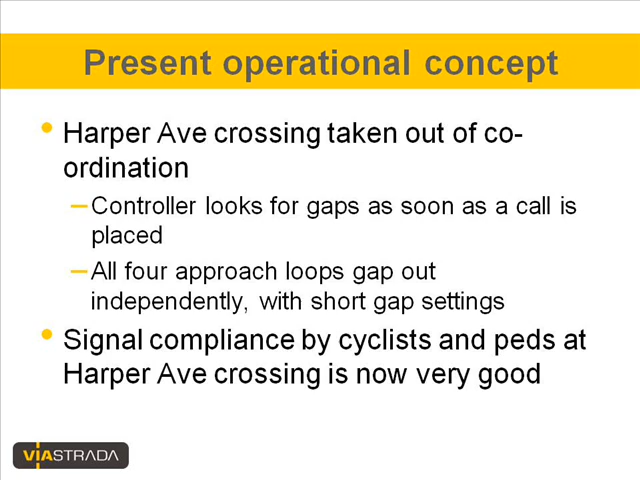 Present operational concept
• Harper Ave crossing taken out of co-
ordination
– Controller looks for gaps as soon as a call is
placed
– All four approach loops gap out
independently, with short gap settings
• Signal compliance by cyclists and peds at
Harper Ave crossing is now very good
VIASTRADA